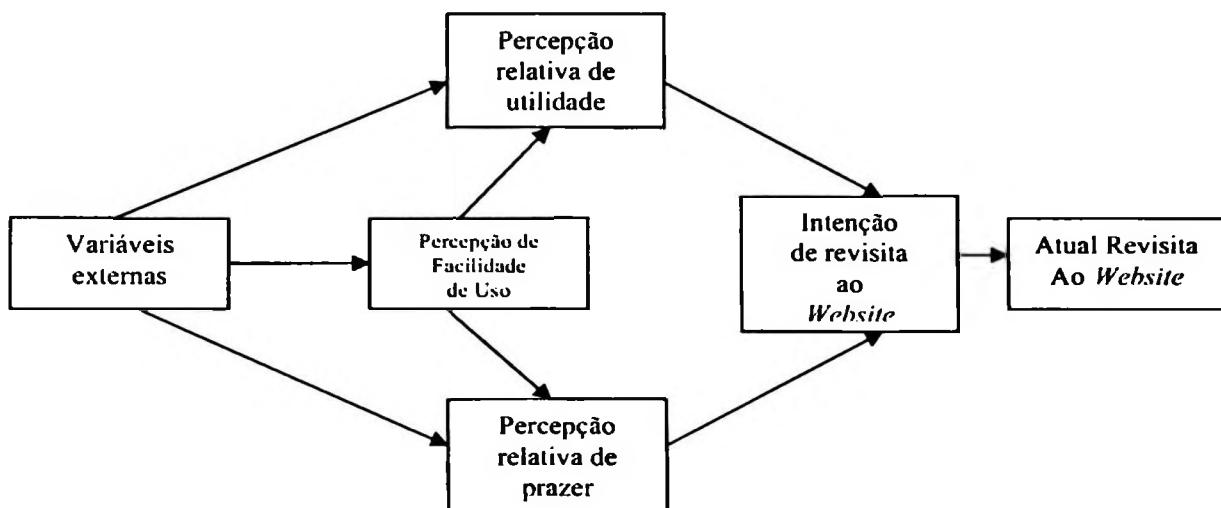 Percepção
relativa de
utilidade
Variáveis
externas
Percepção de
Facilidade
de Uso
Intenção
de revisita
ao
Website
Atual Revisita
Ao Website
Percepção
relativa de
prazer